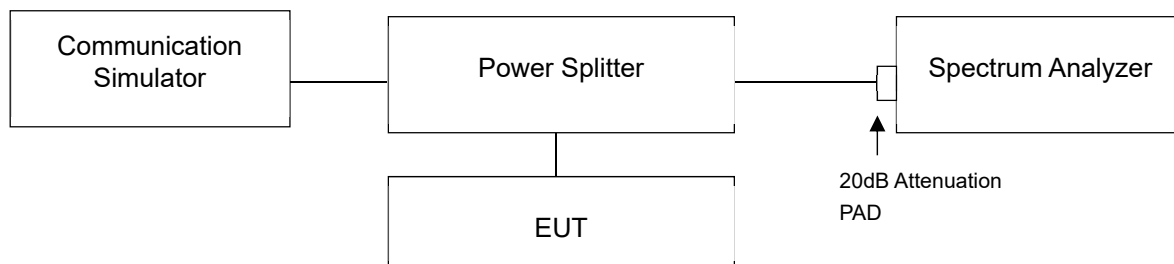 Communication
Simulator
Power Splitter
Spectrum Analyzer
20dB Attenuation
PAD
EUT